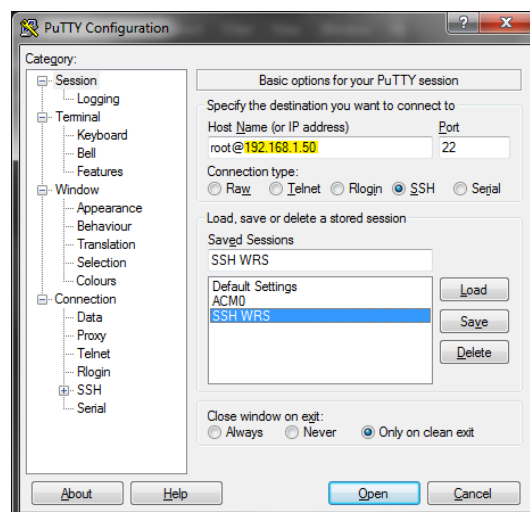 PuTTY Configuration
Category:
Session
Logging
Terminal
Keyboard
Bell
Features
Window
Appearance
Behaviour
Translation
Selection
Colours
Connection
Data
Proxy
Telnet
Rlogin
SSH
Serial
Basic options for your PuTTY session
Specify the destination you want to connect to
Host Name (or IP address) Port
root@192.168.1.50 22
Connection type:
Raw Telnet Rlogin SSH Serial
Load, save or delete a stored session
Saved Sessions
SSH WRS
Default Settings
ACM0
SSH WRS
Load
Save
Delete
Close window on exit:
Always Never Only on clean exit
About Help Open Cancel